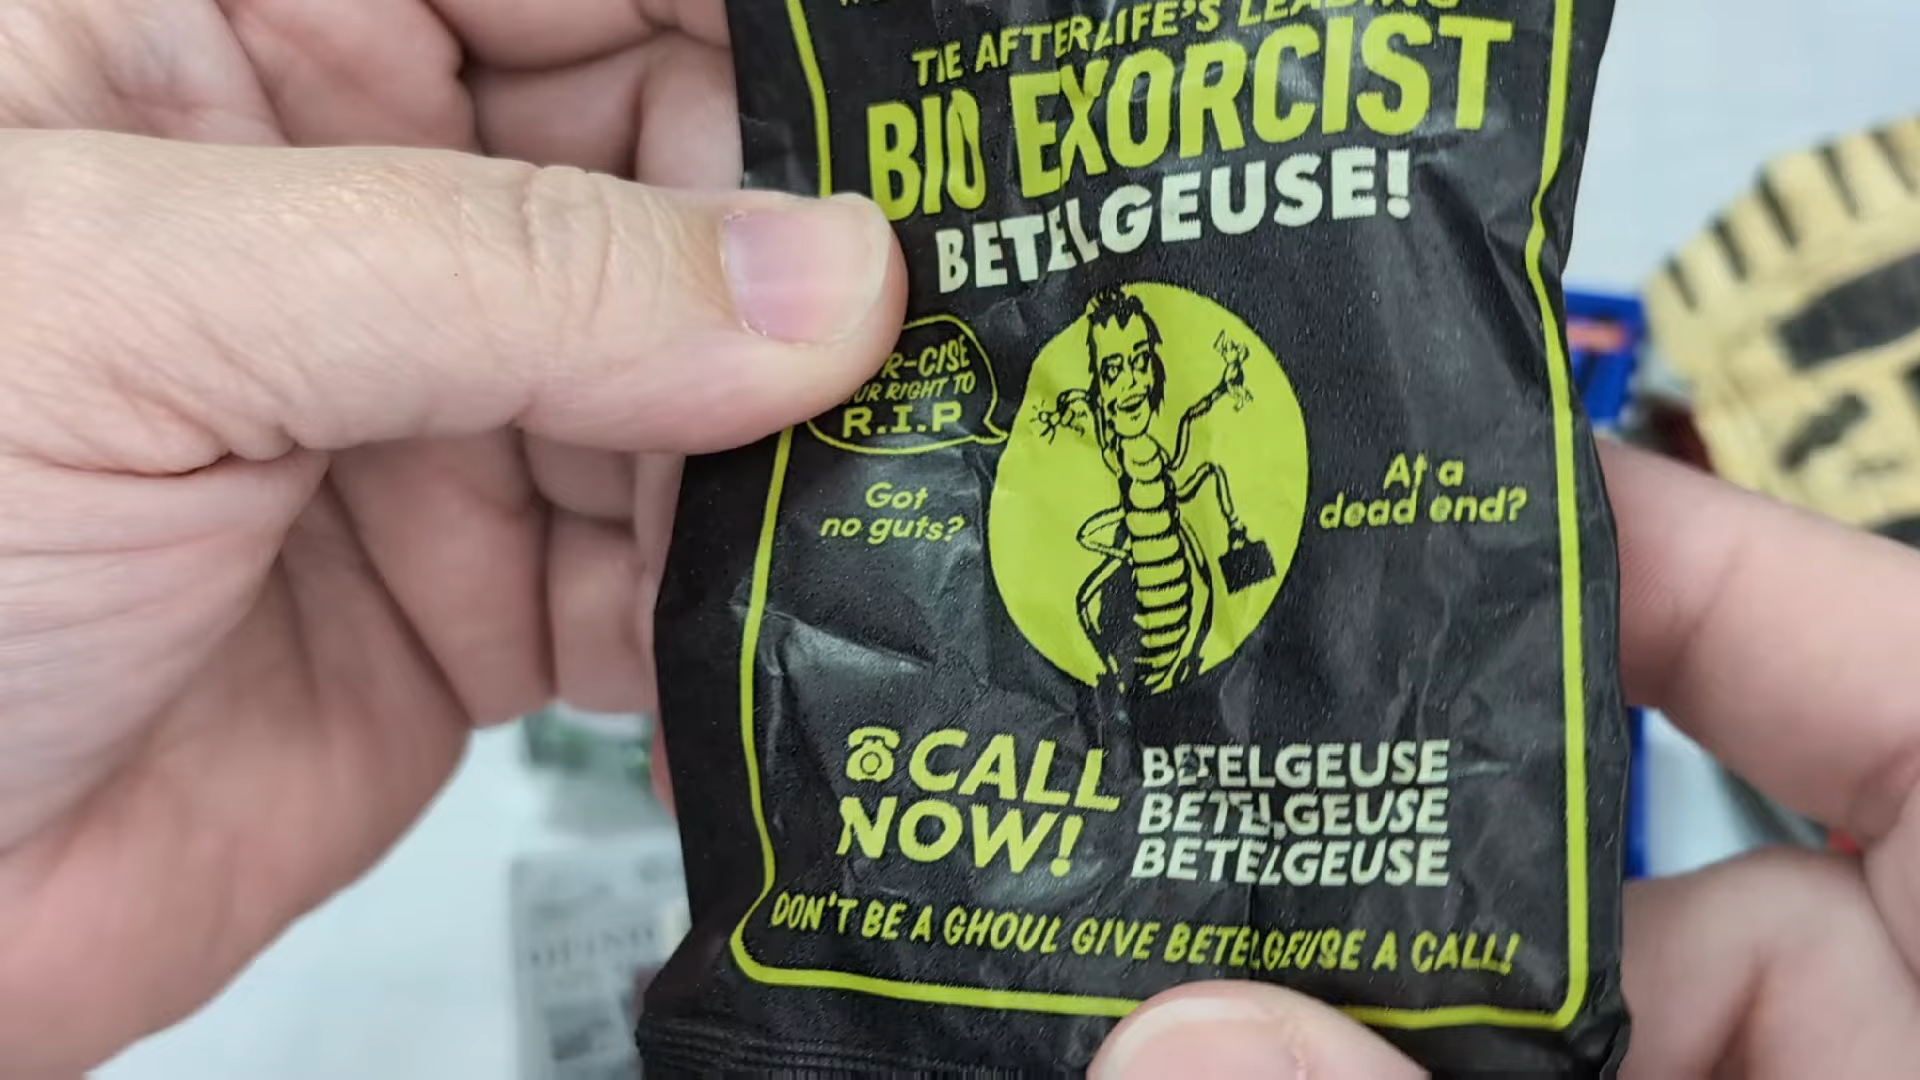 THE AFTERLIFE'S LEADING
BIO EXORCIST
BETELGEUSE!
R-CISE
UR RIGHT TO
R.I.P
Got
no guts?
At a
dead end?
CALL
NOW!
BETELGEUSE
BETELGEUSE
BETELGEUSE
DON'T BE A GHOUL GIVE BETELGEUSE A CALL!